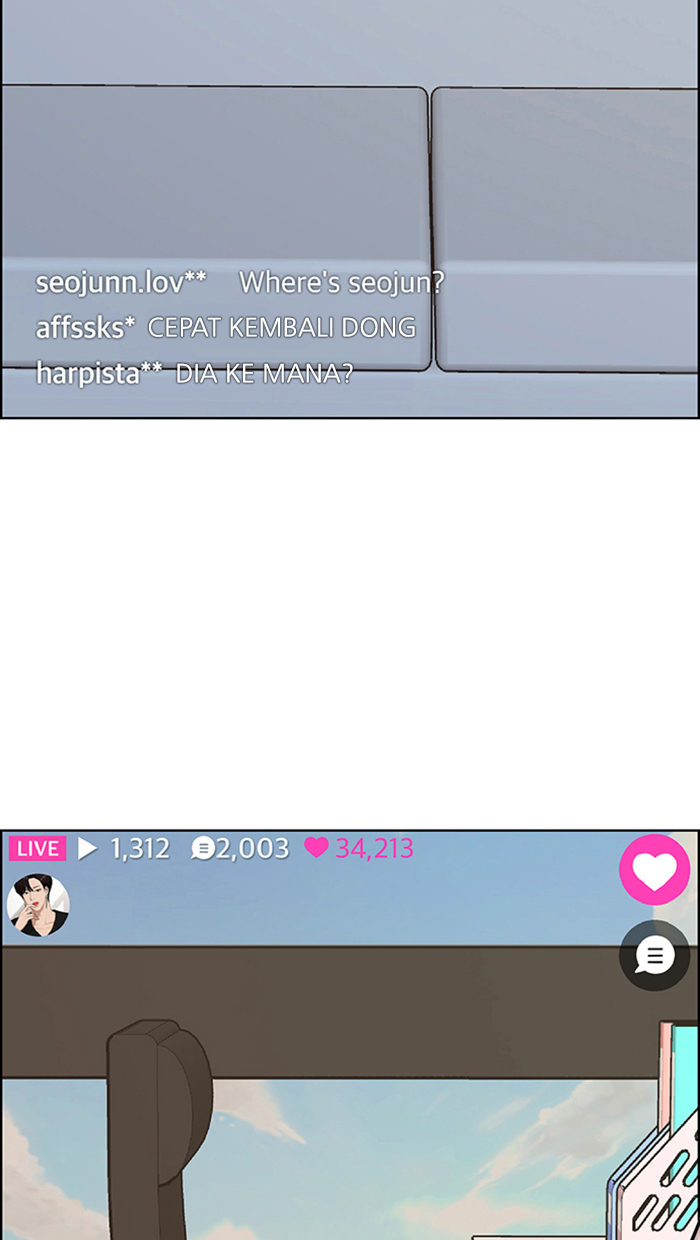 seojunn.lov** Where's seojun?
affssks* CEPAT KEMBALI DONG
harpista** DIA KE MANA?
LIVE 1,312 2,003 34,213